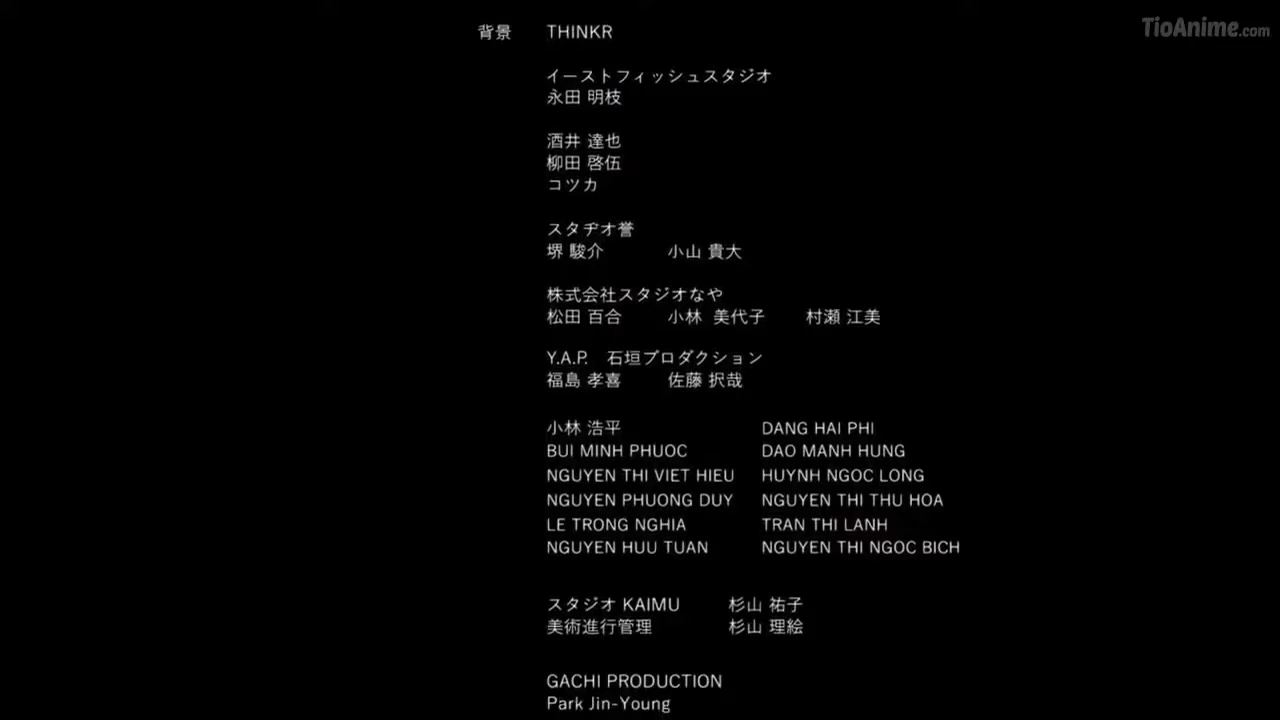 TioAnime.com
背景 THINKR
イーストフィッシュスタジオ
永田 明枝
酒井 達也
柳田 啓伍
コツカ
スタヂオ誉
堺 駿介 小山 貴大
株式会社スタジオなや
松田 百合 小林 美代子 村瀬 江美
Y.A.P. 石垣プロダクション
福島 孝喜 佐藤 択哉
小林 浩平 DANG HAI PHI
BUI MINH PHUOC DAO MANH HUNG
NGUYEN THI VIET HIEU HUYNH NGOC LONG
NGUYEN PHUONG DUY NGUYEN THI THU HOA
LE TRONG NGHIA TRAN THI LANH
NGUYEN HUU TUAN NGUYEN THI NGOC BICH
スタジオ KAIMU 杉山 祐子
美術進行管理 杉山 理絵
GACHI PRODUCTION
Park Jin-Young